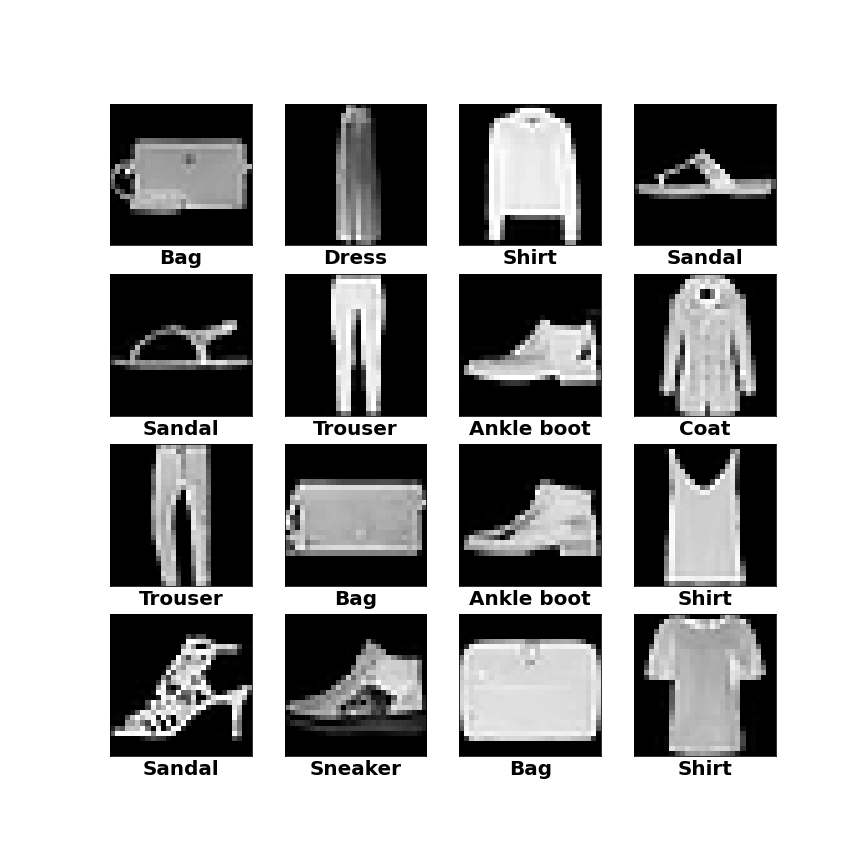 Bag Dress Shirt Sandal
Sandal Trouser Ankle boot Coat
Trouser Bag Ankle boot Shirt
Sandal Sneaker Bag Shirt